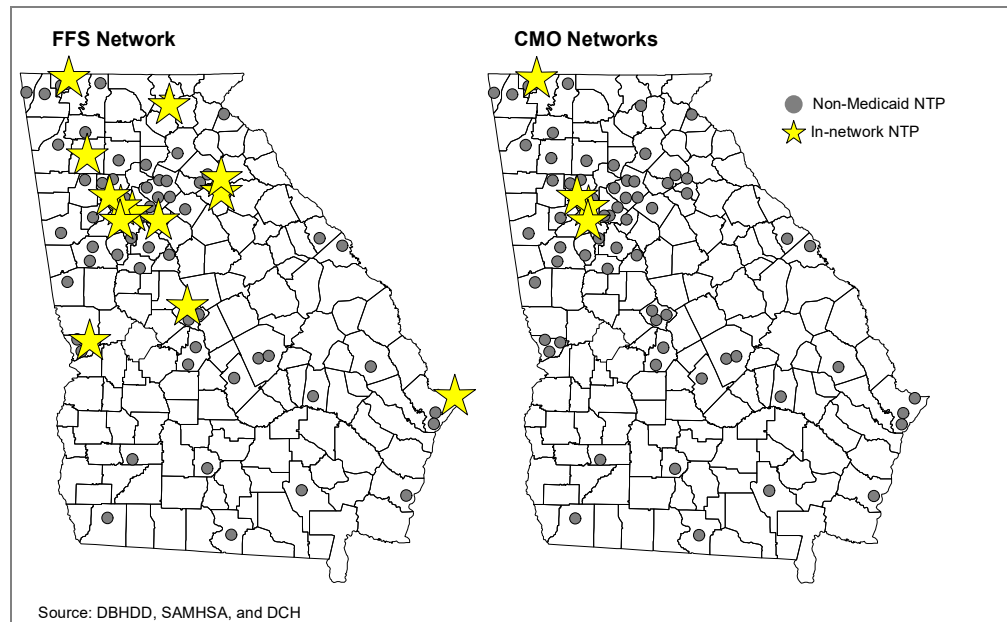 FFS Network
CMO Networks
Non-Medicaid NTP
In-network NTP
Source: DBHDD, SAMHSA, and DCH